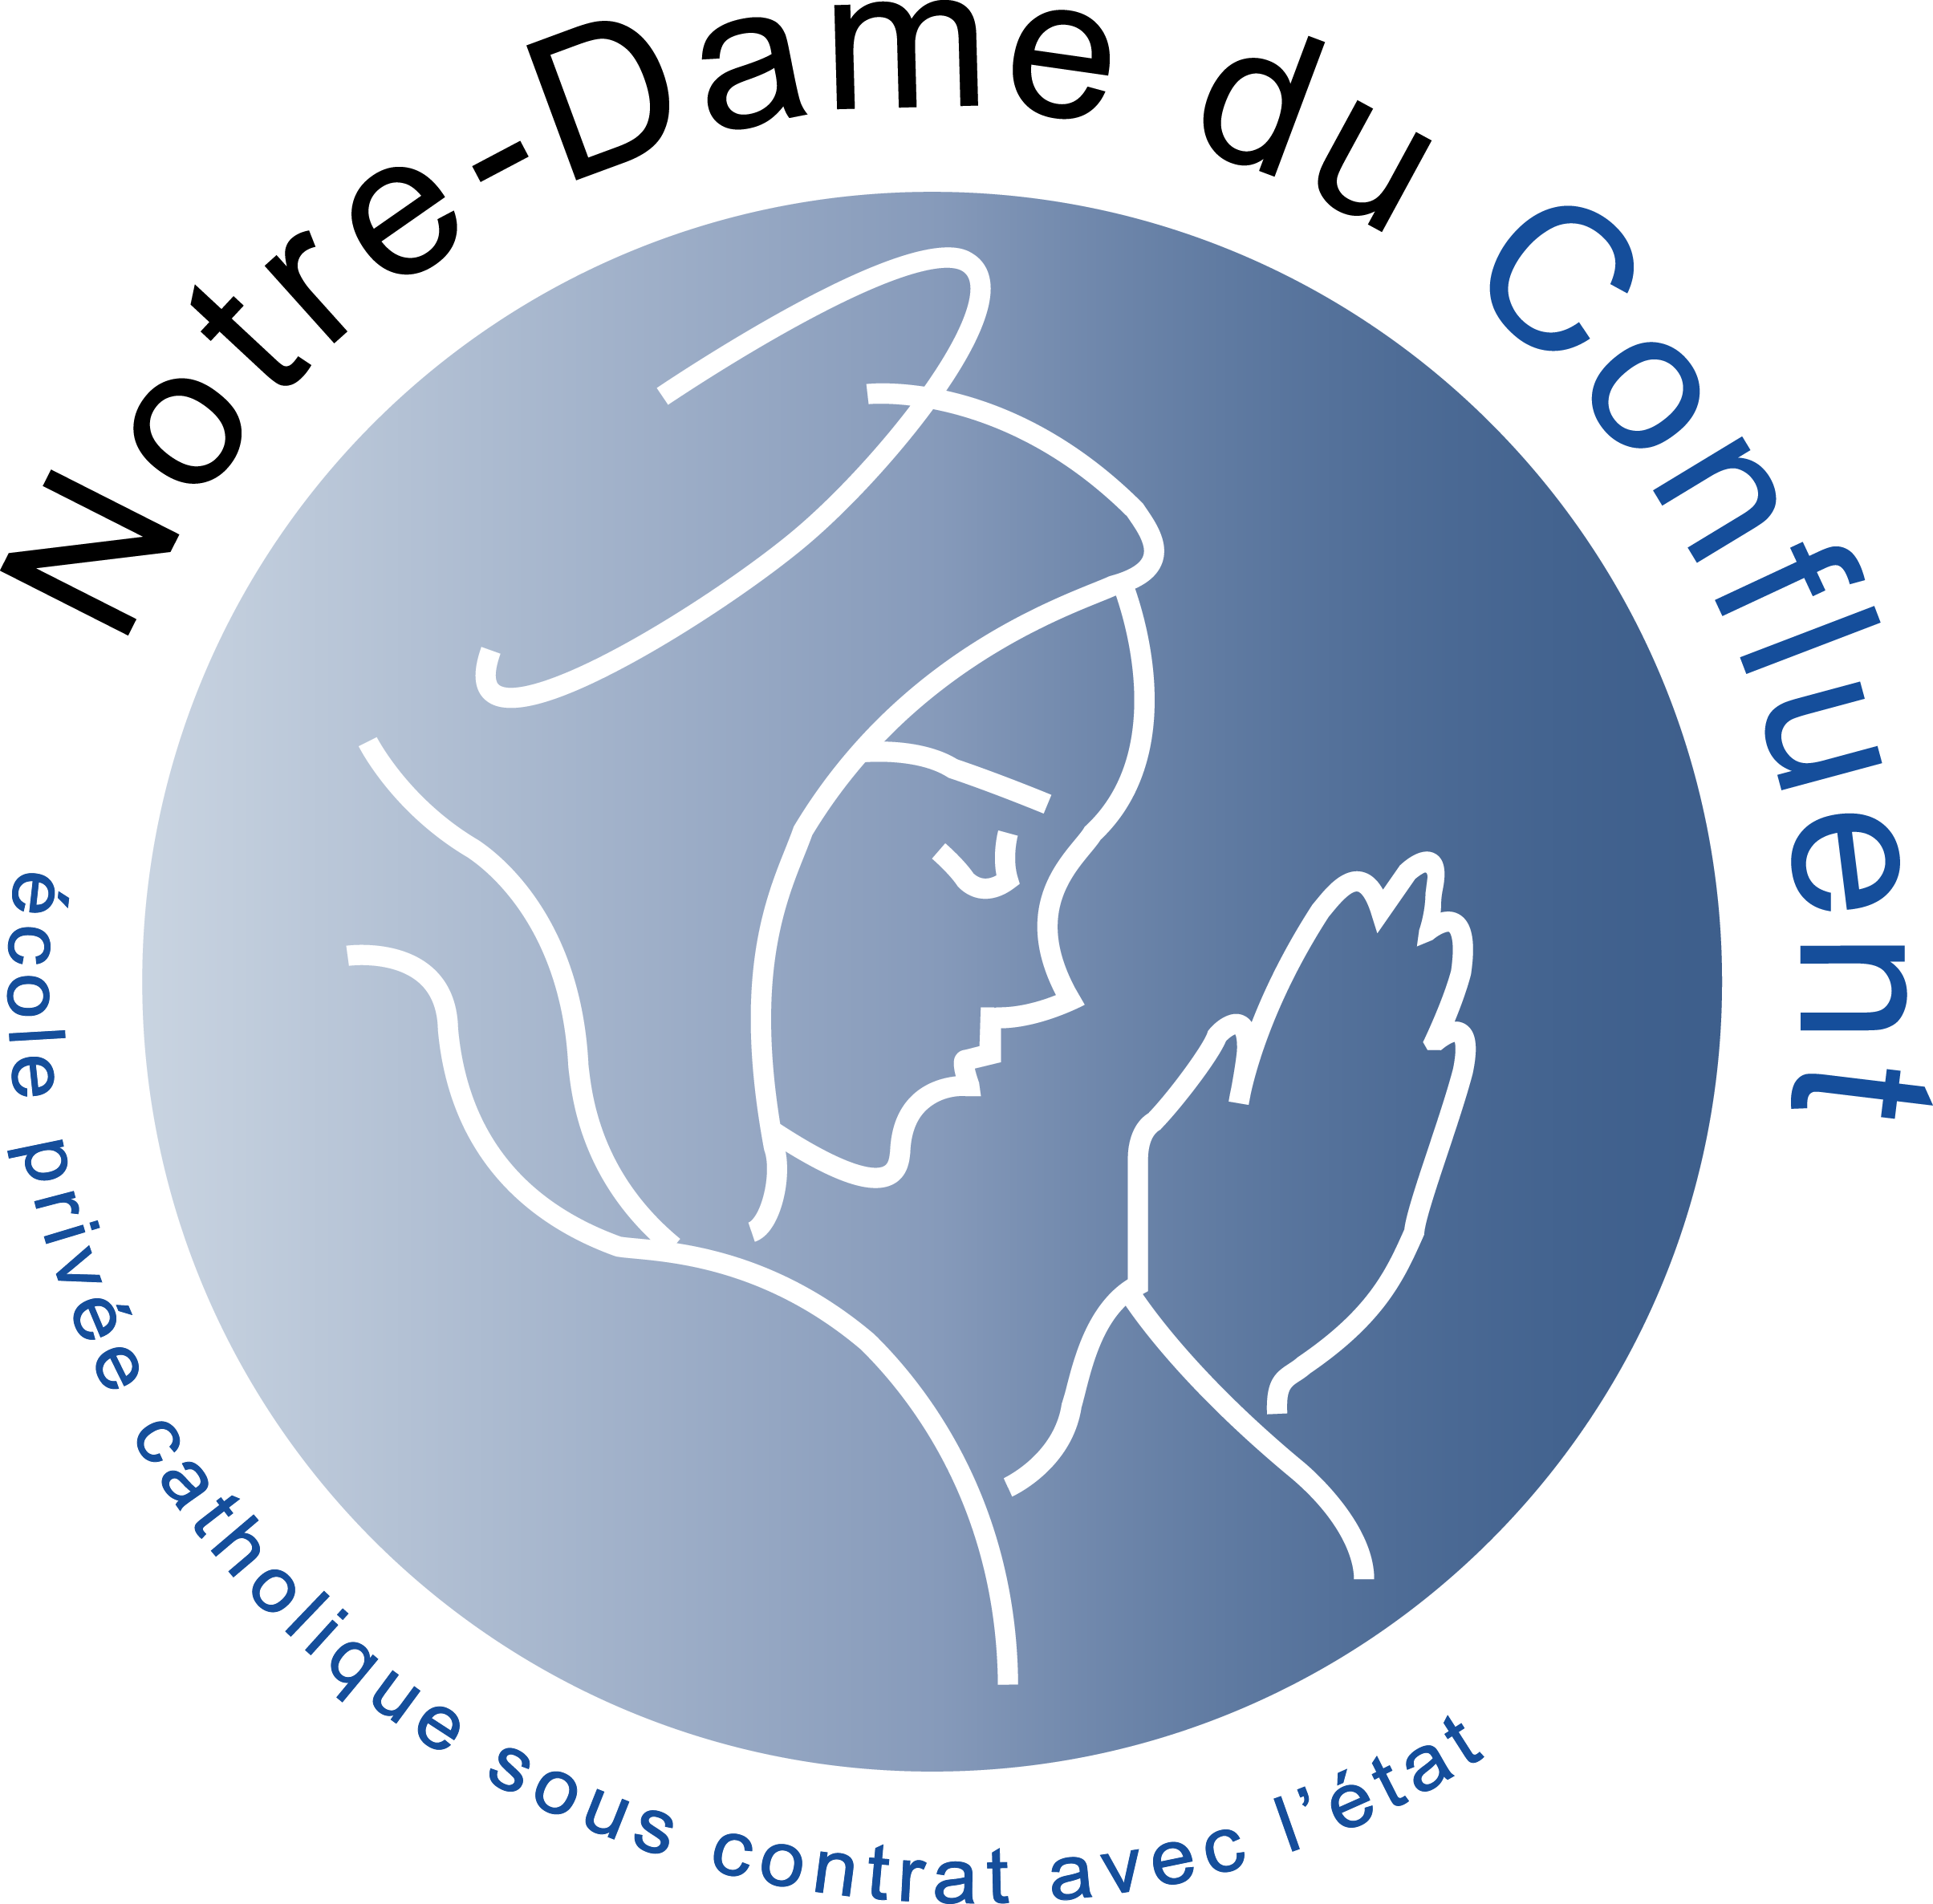 Notre-Dame du Confluent
école privée catholique sous contrat avec l'état